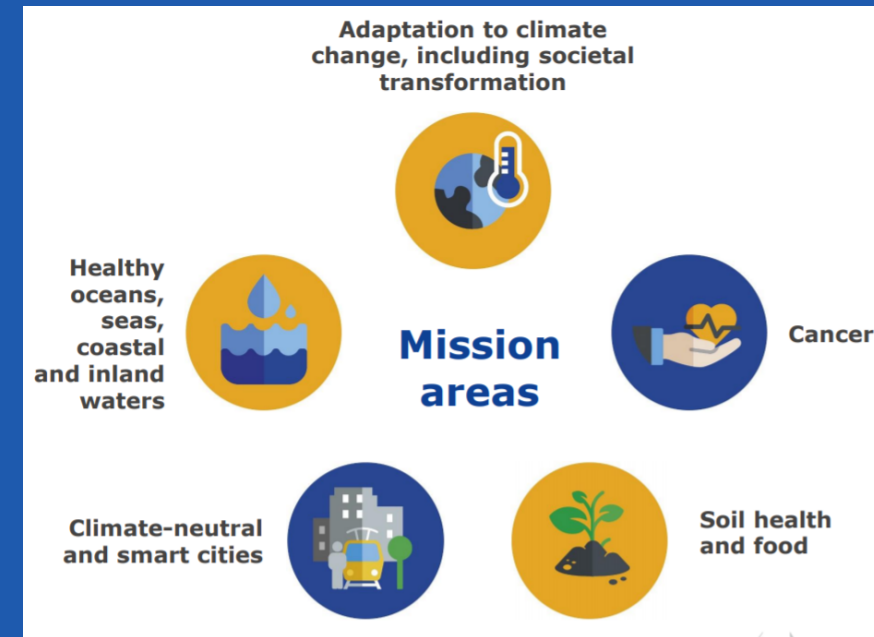 Adaptation to climate
change, including societal
transformation
Healthy
oceans,
seas,
coastal
and inland
waters
Mission
areas
Cancer
Climate-neutral
and smart cities
Soil health
and food